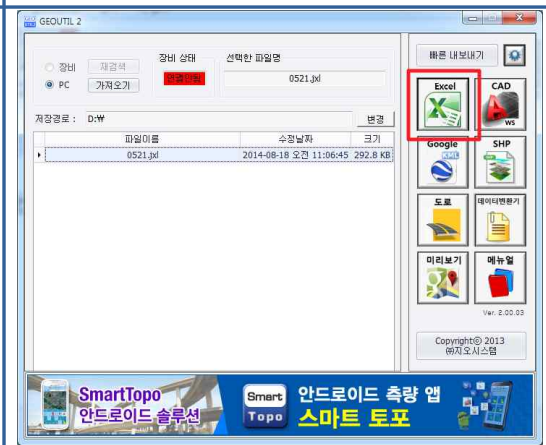 GEOUTIL 2
장비
재검색
PC
가져오기
장비 상태
연결안됨
선택한 파일명
0521.jxl
저장경로 : D:₩
변경
파일이름 수정날짜 크기
0521.jxl 2014-08-18 오전 11:06:45 292.8 KB
빠른 내보내기
Excel
CAD
WS
Google
KML
SHP
도로
데이터변환기
미리보기
메뉴얼
Ver. 2.00.03
Copyright© 2013
㈜지오시스템
SmartTopo
안드로이드 솔루션
Smart
Topo
안드로이드 측량 앱
스마트 토포